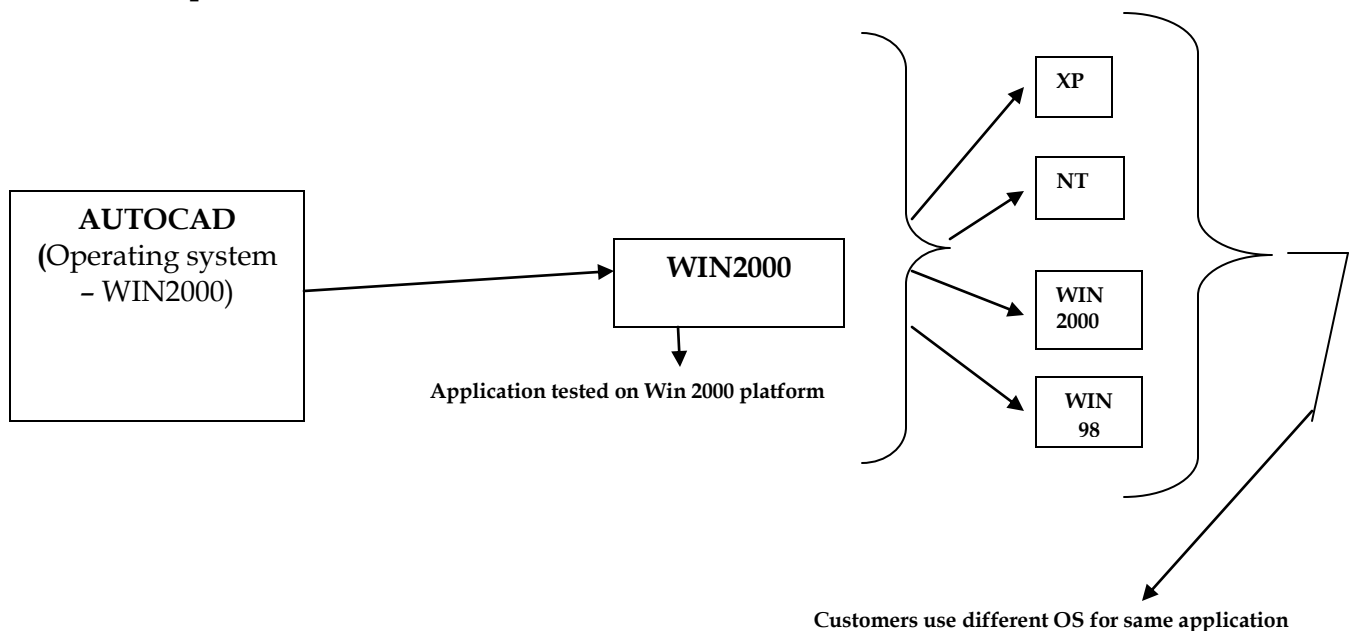 AUTOCAD
(Operating system
– WIN2000)
WIN2000
Application tested on Win 2000 platform
XP
NT
WIN
2000
WIN
98
Customers use different OS for same application